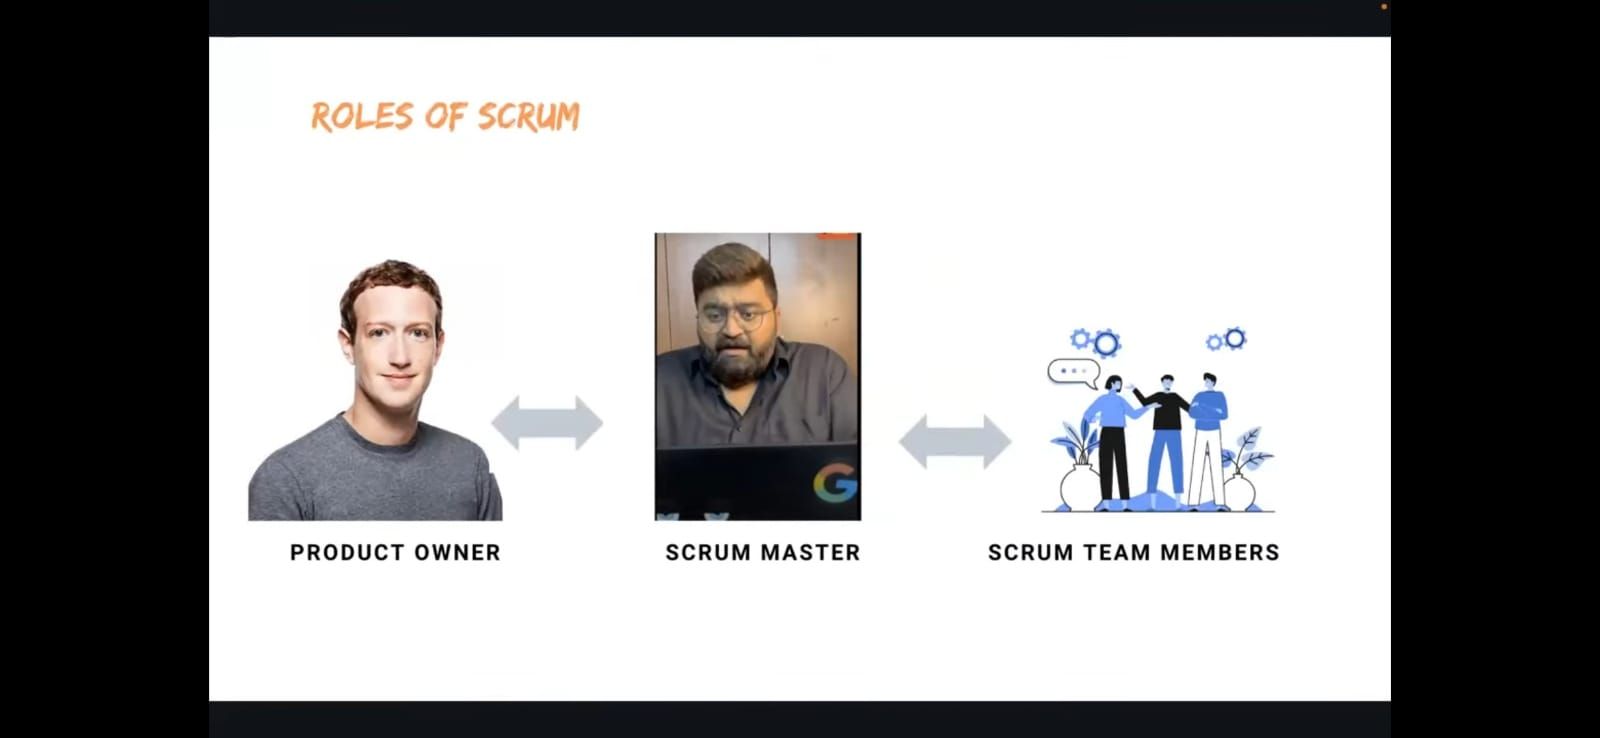 ROLES OF SCRUM
G
PRODUCT OWNER
SCRUM MASTER
SCRUM TEAM MEMBERS